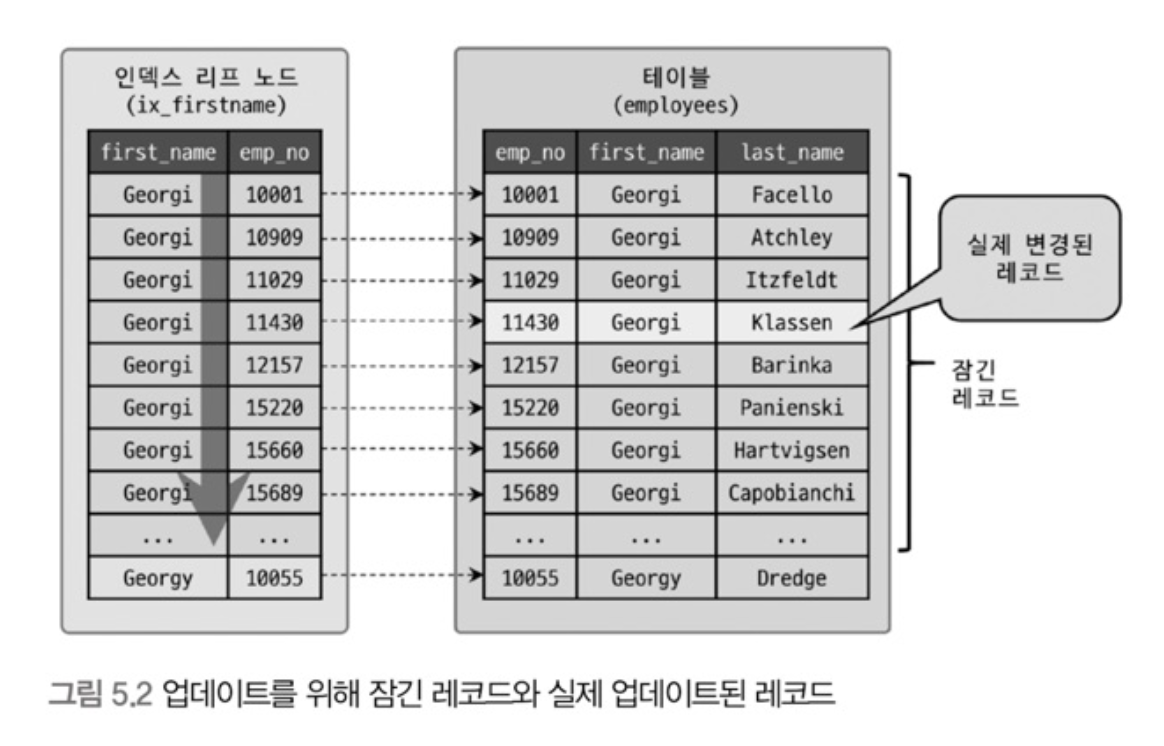 인덱스 리프 노드
(ix_firstname)
first_name emp_no
Georgi 10001
Georgi 10909
Georgi 11029
Georgi 11430
Georgi 12157
Georgi 15220
Georgi 15660
Georgi 15689
... ...
Georgy 10055
테이블
(employees)
emp_no first_name last_name
10001 Georgi Facello
10909 Georgi Atchley
11029 Georgi Itzfeldt
11430 Georgi Klassen
12157 Georgi Barinka
15220 Georgi Panienski
15660 Georgi Hartvigsen
15689 Georgi Capobianchi
... ... ...
10055 Georgy Dredge
실제 변경된
레코드
잠긴
레코드
그림 5.2 업데이트를 위해 잠긴 레코드와 실제 업데이트된 레코드